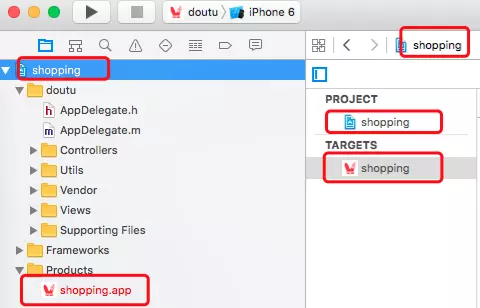 doutu 〉 iPhone 6
shopping
doutu
h AppDelegate.h
m AppDelegate.m
Controllers
Utils
Vendor
Views
Supporting Files
Frameworks
Products
shopping.app
shopping
PROJECT
shopping
TARGETS
shopping